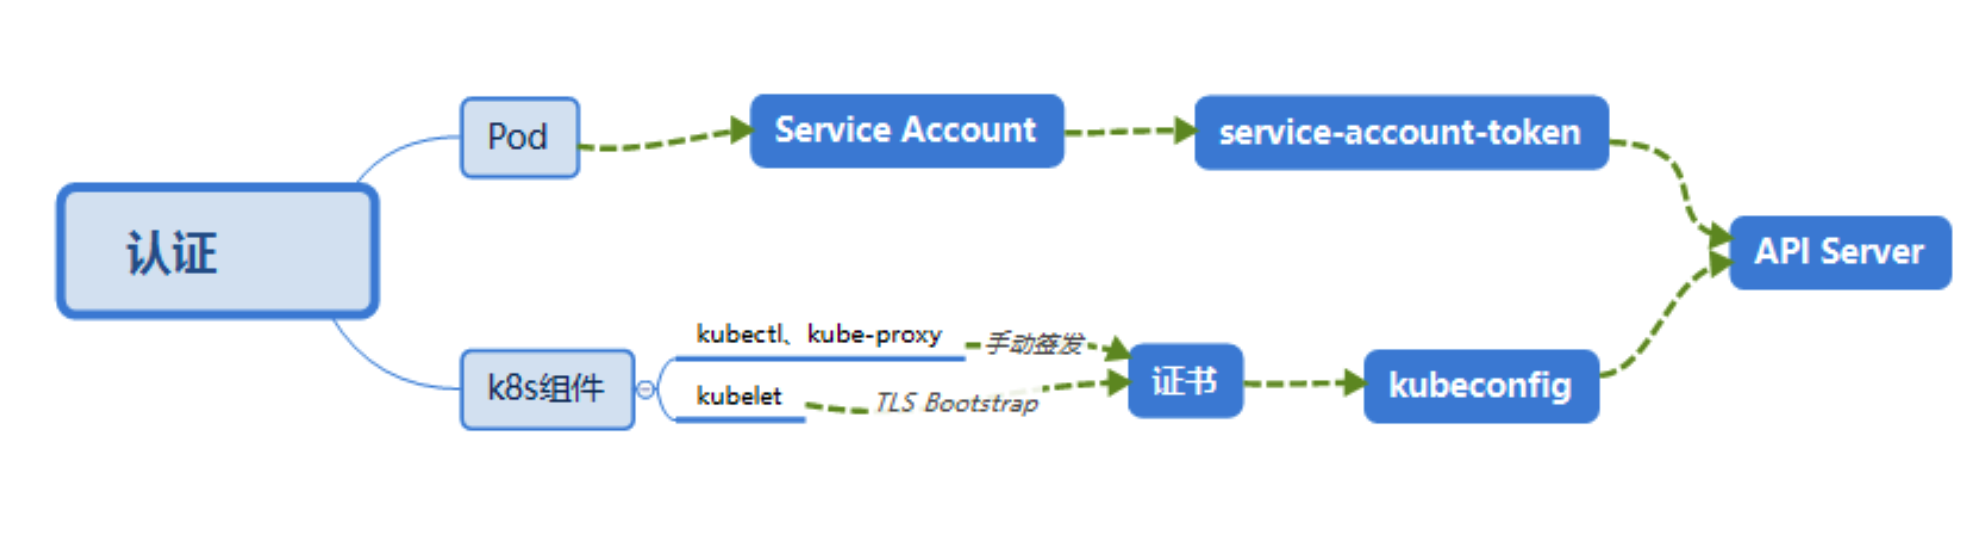 认证
Pod
Service Account
service-account-token
API Server
k8s组件
kubectl、kube-proxy
手动签发
kubelet
TLS Bootstrap
证书
kubeconfig